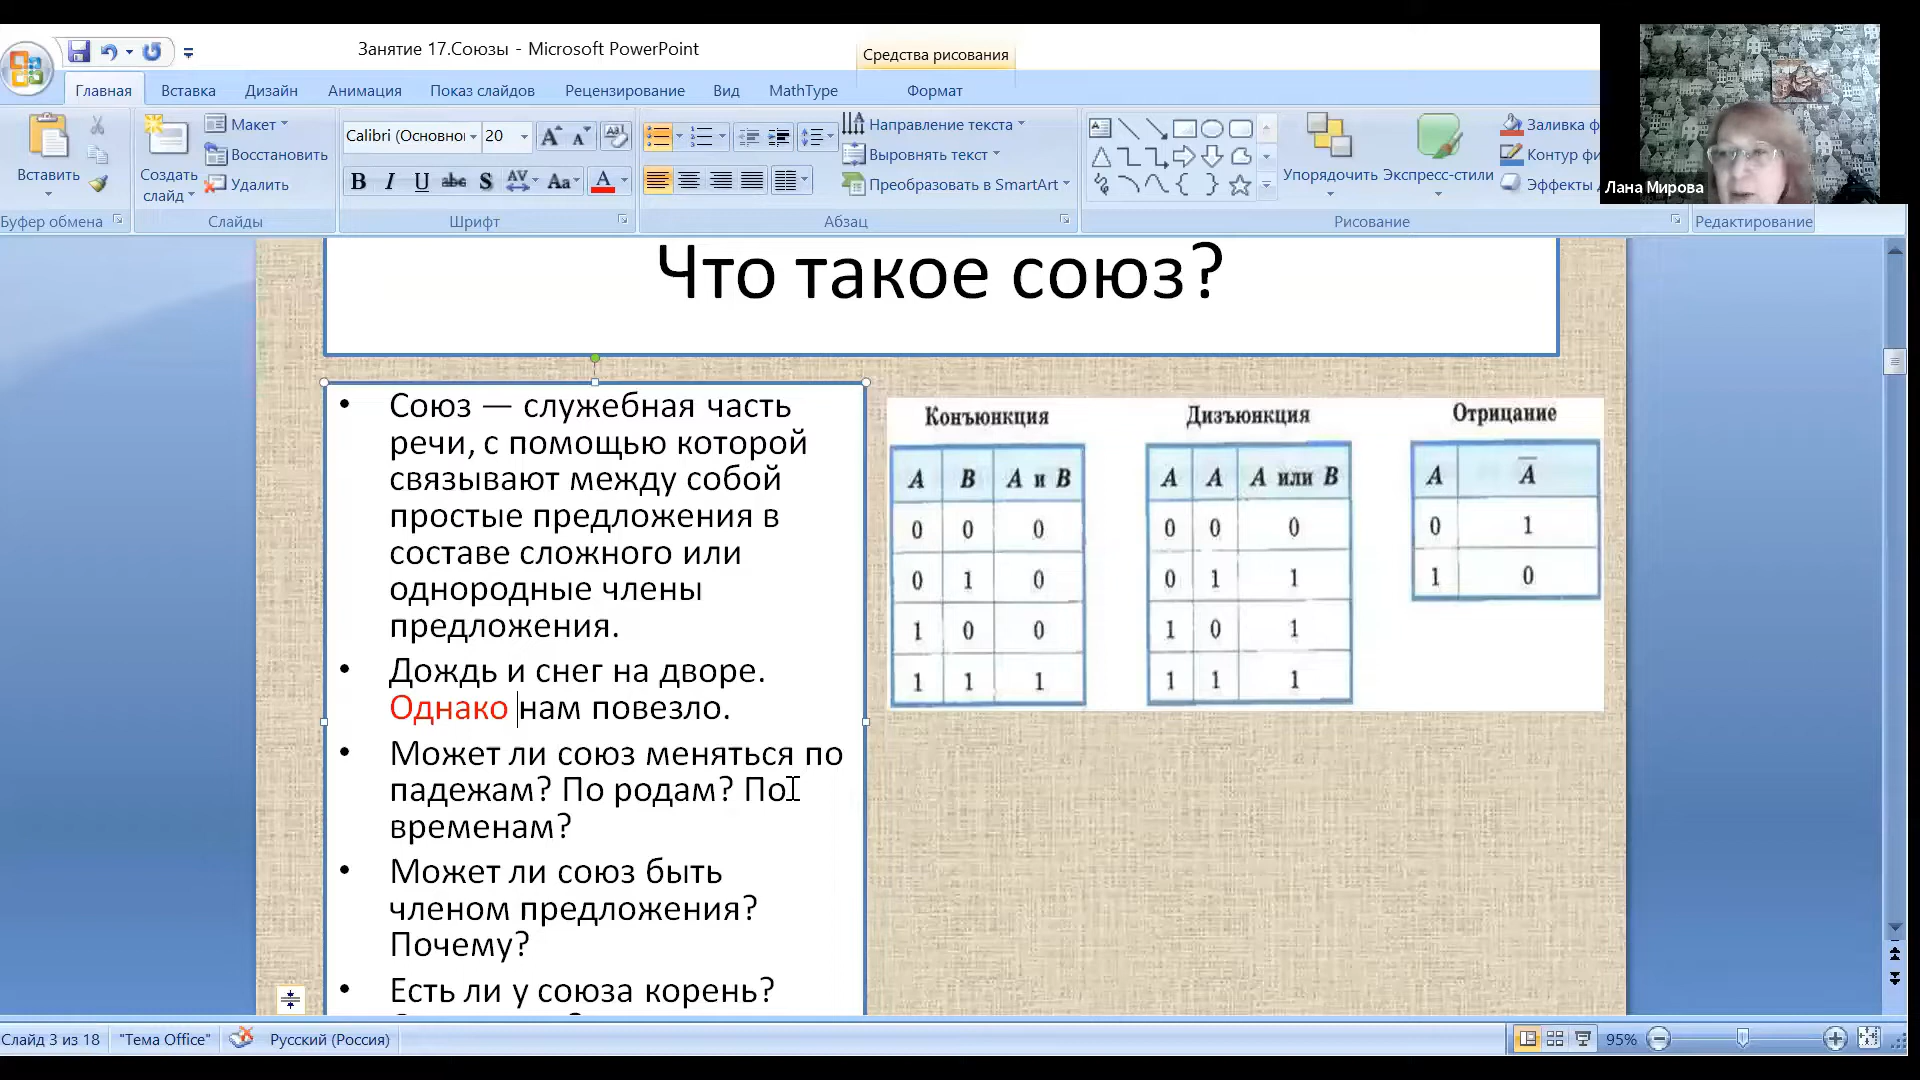 Занятие 17.Союзы - Microsoft PowerPoint
Средства рисования
Главная Вставка Дизайн Анимация Показ слайдов Рецензирование Вид MathType Формат
Вставить
Буфер обмена
Создать слайд
Макет
Восстановить
Удалить
Слайды
Calibri (Основної 20
Ж К Ч
B I U abc S AV Aa A
Шрифт
Направление текста
Выровнять текст
Преобразовать в SmartArt
Абзац
Упорядочить Экспресс-стили
Заливка ф
Контур фи
Эффекты
Рисование
Редактирование
Лана Мирова
Что такое союз?
• Союз — служебная часть
речи, с помощью которой
связывают между собой
простые предложения в
составе сложного или
однородные члены
предложения.
• Дождь и снег на дворе.
Однако нам повезло.
• Может ли союз меняться по
падежам? По родам? По
временам?
• Может ли союз быть
членом предложения?
Почему?
• Есть ли у союза корень?
Конъюнкция
A B A и B
0 0 0
0 1 0
1 0 0
1 1 1
Дизъюнкция
A A A или B
0 0 0
0 1 1
1 0 1
1 1 1
Отрицание
A Ā
0 1
1 0
Слайд 3 из 18 "Тема Office" Русский (Россия) 95%